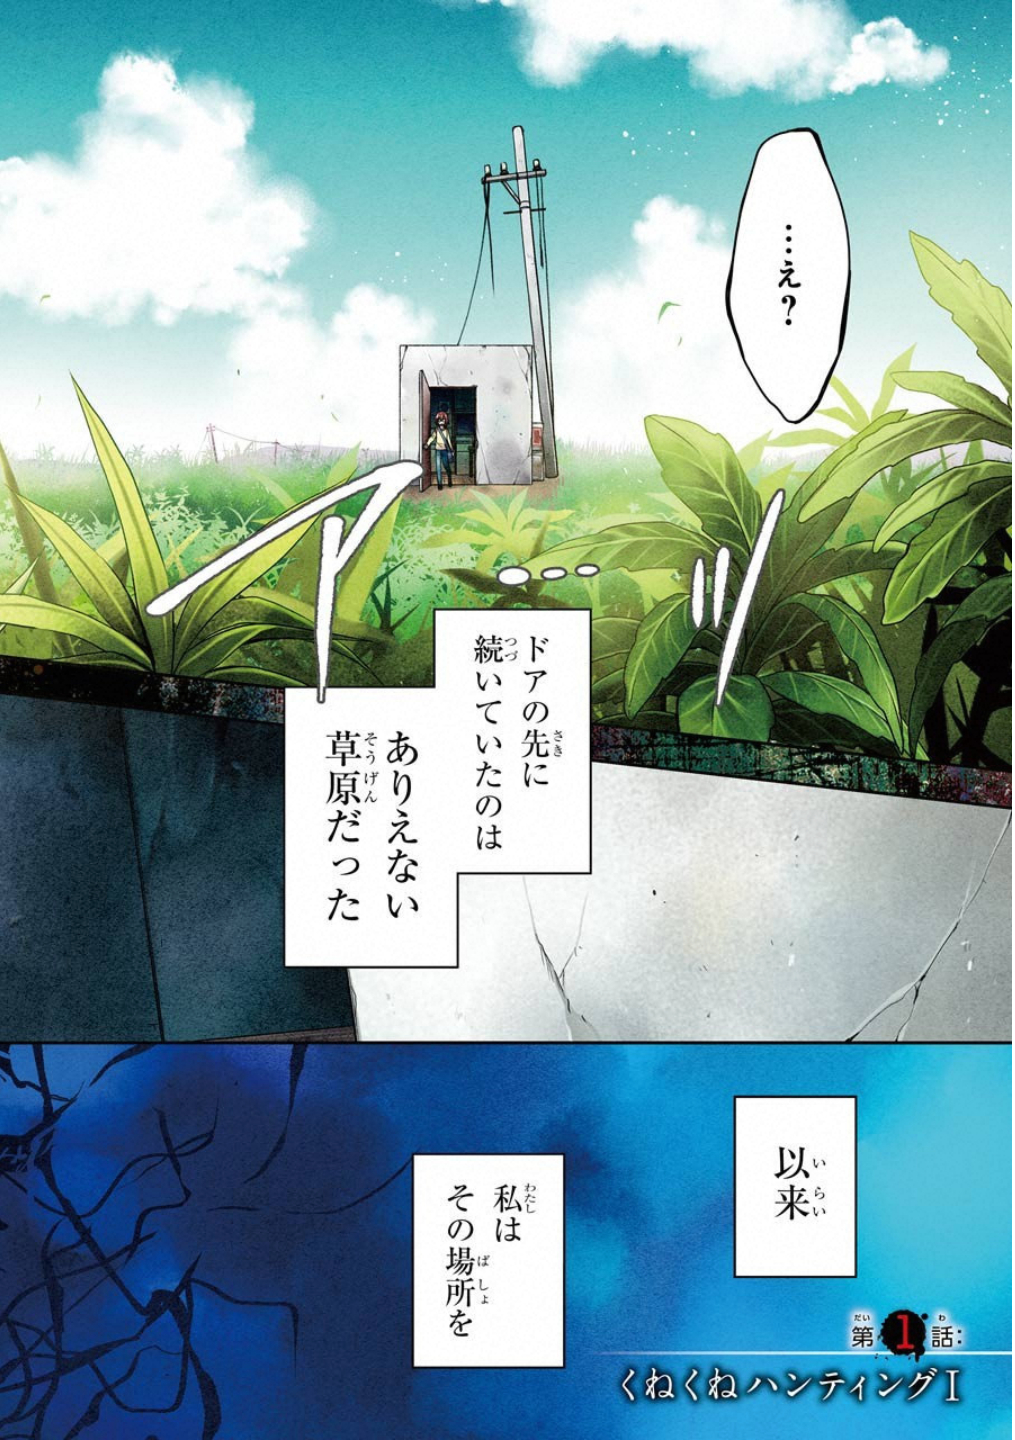 …え？
ア…ッ
ドアの先に
続いていたのは
ありえない
草原だった
以来
私は
その場所を
第1話：
くねくねハンティングⅠ